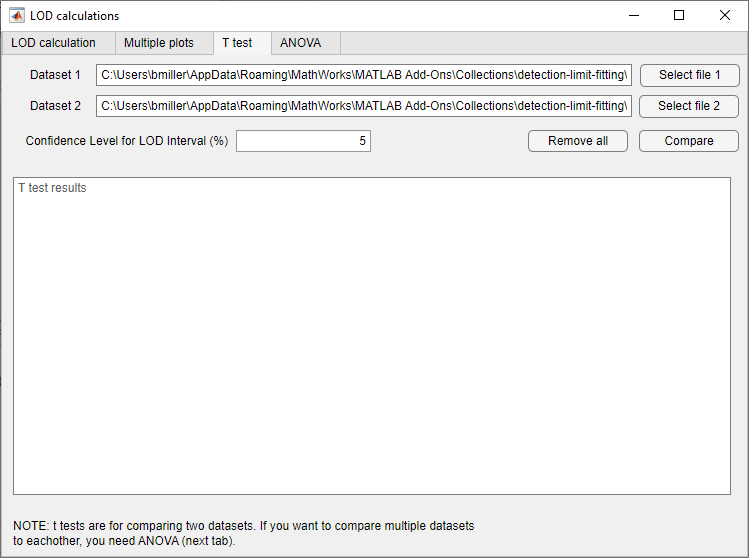 LOD calculations
LOD calculation Multiple plots T test ANOVA
Dataset 1 C:\Users\bmiller\AppData\Roaming\MathWorks\MATLAB Add-Ons\Collections\detection-limit-fitting\ Select file 1
Dataset 2 C:\Users\bmiller\AppData\Roaming\MathWorks\MATLAB Add-Ons\Collections\detection-limit-fitting\ Select file 2
Confidence Level for LOD Interval (%) 5 Remove all Compare
T test results
NOTE: t tests are for comparing two datasets. If you want to compare multiple datasets
to eachother, you need ANOVA (next tab).